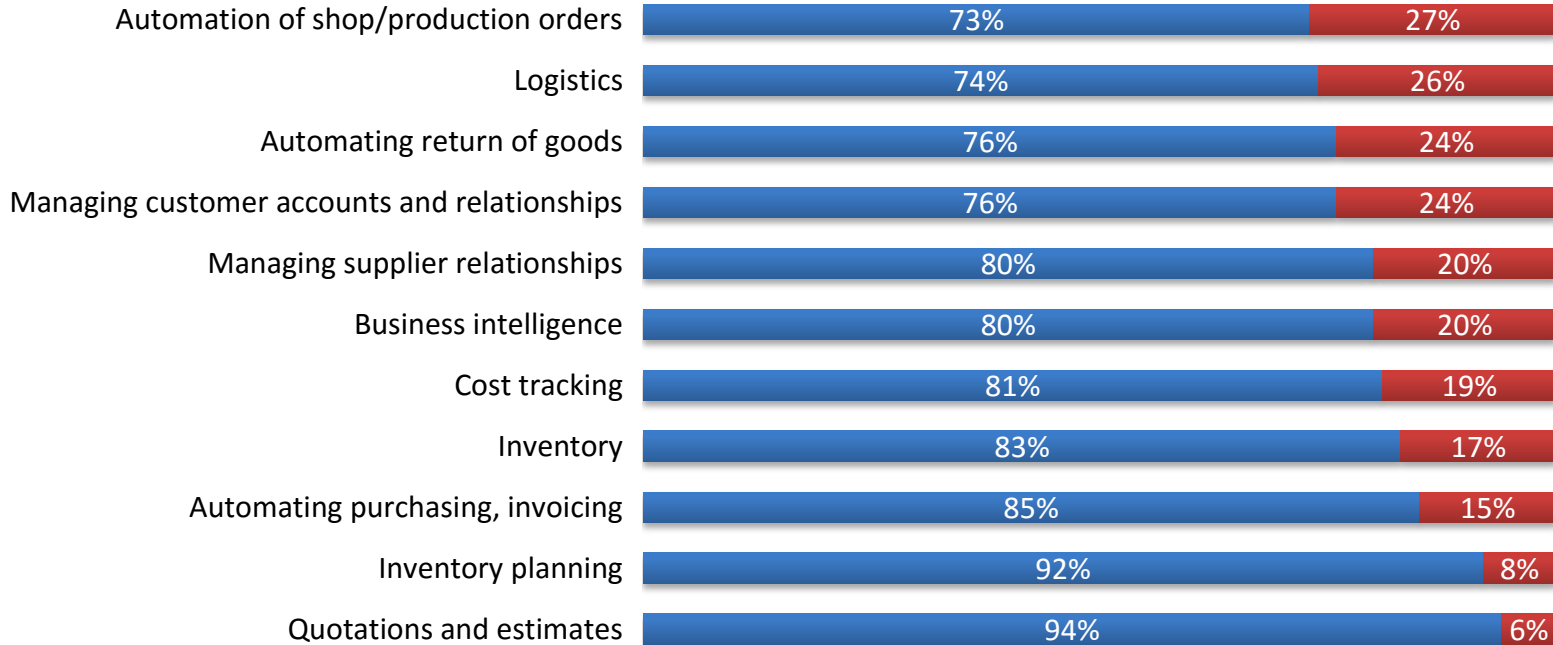 Automation of shop/production orders 73% 27%
Logistics 74% 26%
Automating return of goods 76% 24%
Managing customer accounts and relationships 76% 24%
Managing supplier relationships 80% 20%
Business intelligence 80% 20%
Cost tracking 81% 19%
Inventory 83% 17%
Automating purchasing, invoicing 85% 15%
Inventory planning 92% 8%
Quotations and estimates 94% 6%